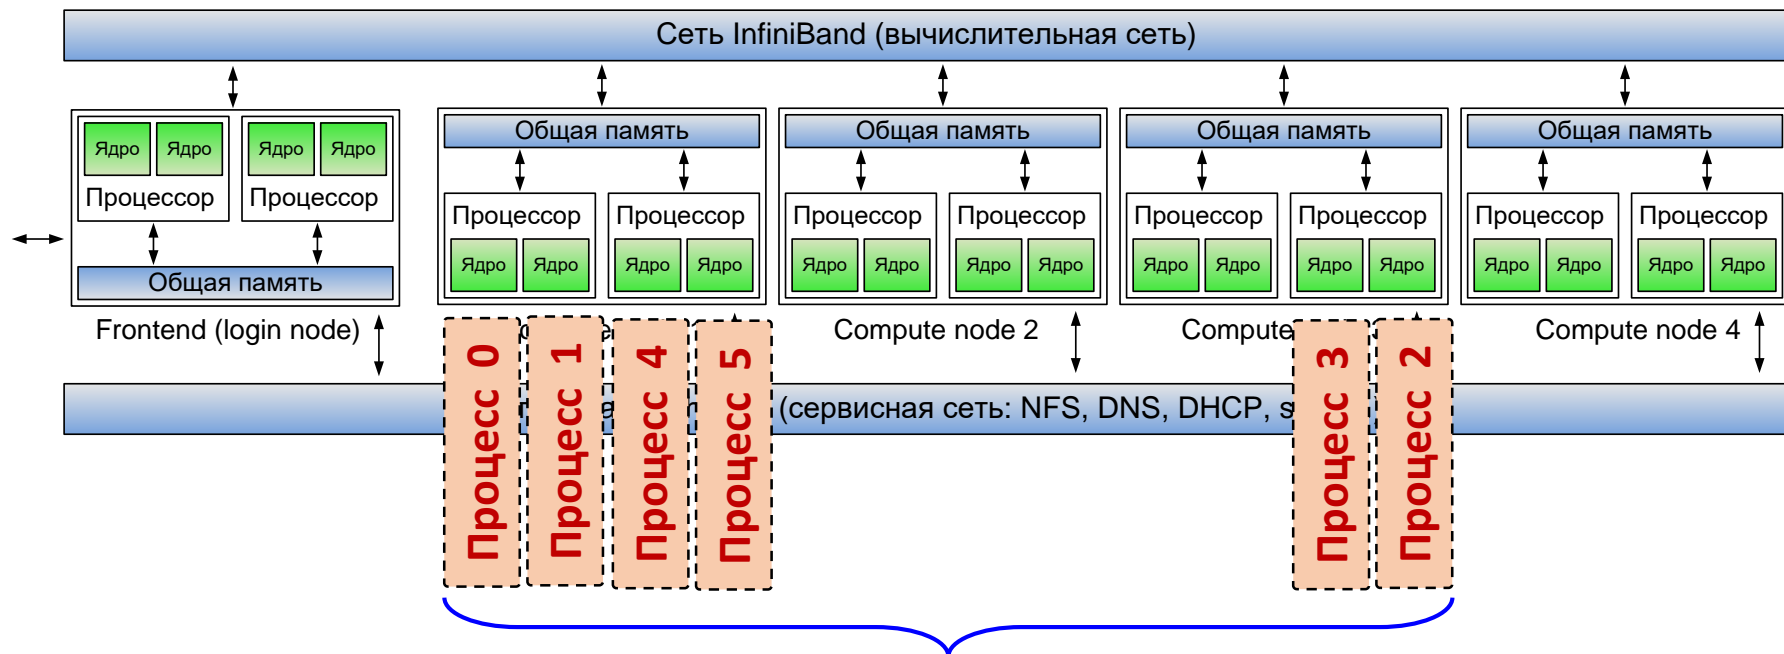 Сеть InfiniBand (вычислительная сеть)
Ядро Ядро Ядро Ядро
Процессор Процессор
Общая память
Frontend (login node)
Общая память
Процессор Процессор
Ядро Ядро Ядро Ядро
Общая память
Процессор Процессор
Ядро Ядро Ядро Ядро
Compute node 2
Общая память
Процессор Процессор
Ядро Ядро Ядро Ядро
Compute
Общая память
Процессор Процессор
Ядро Ядро Ядро Ядро
Compute node 4
(сервисная сеть: NFS, DNS, DHCP,
Процесс 0
Процесс 1
Процесс 4
Процесс 5
Процесс 3
Процесс 2